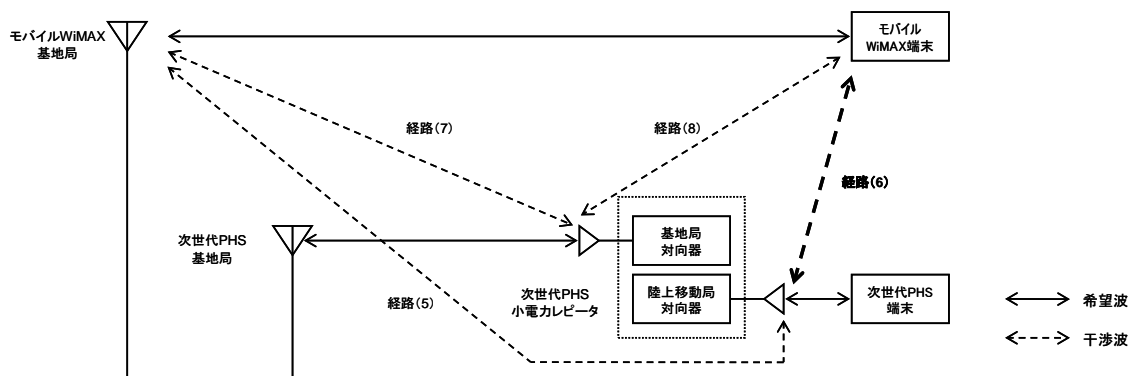 モバイルWiMAX
基地局
モバイル
WiMAX端末
経路(7)
経路(8)
経路(6)
次世代PHS
基地局
基地局
対向器
経路(5)
次世代PHS
小電力レピータ
陸上移動局
対向器
次世代PHS
端末
希望波
干渉波